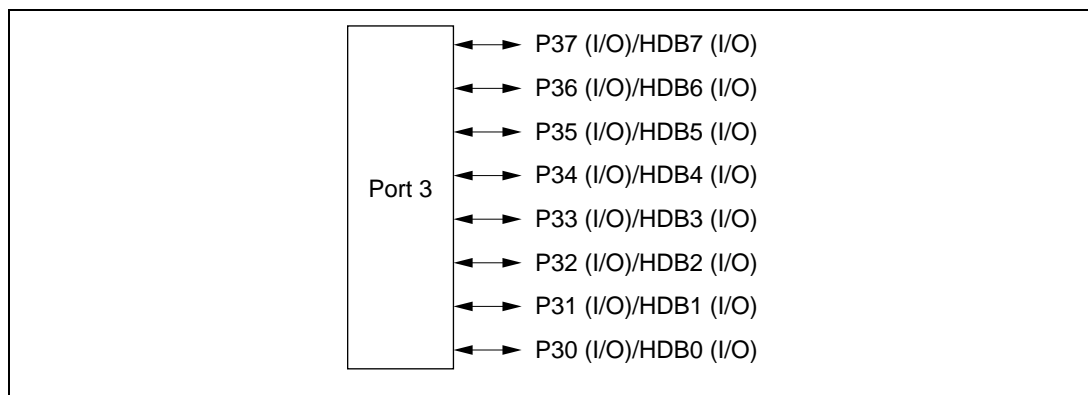 P37 (I/O)/HDB7 (I/O)
P36 (I/O)/HDB6 (I/O)
P35 (I/O)/HDB5 (I/O)
P34 (I/O)/HDB4 (I/O)
Port 3
P33 (I/O)/HDB3 (I/O)
P32 (I/O)/HDB2 (I/O)
P31 (I/O)/HDB1 (I/O)
P30 (I/O)/HDB0 (I/O)